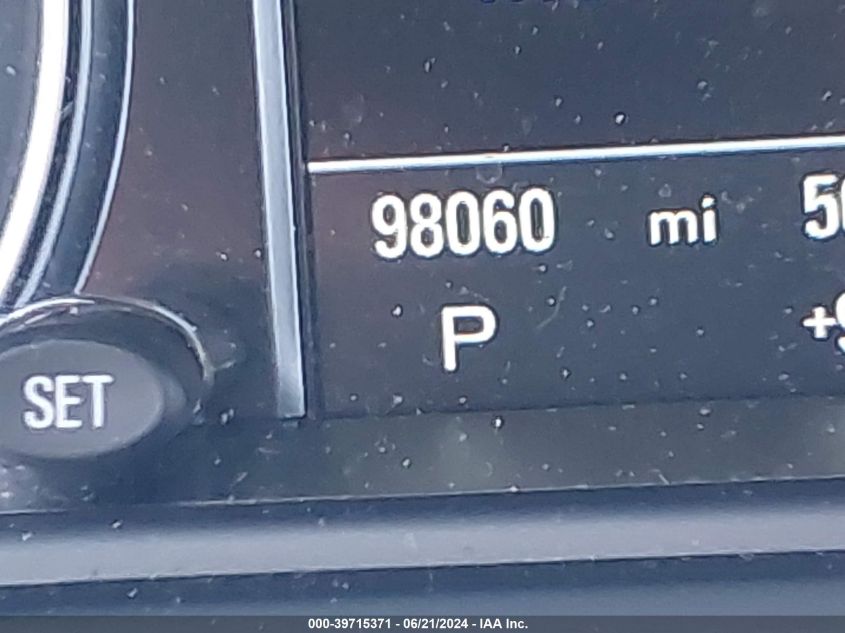 98060 mi
P
SET
000-39715371 - 06/21/2024 - IAA Inc.